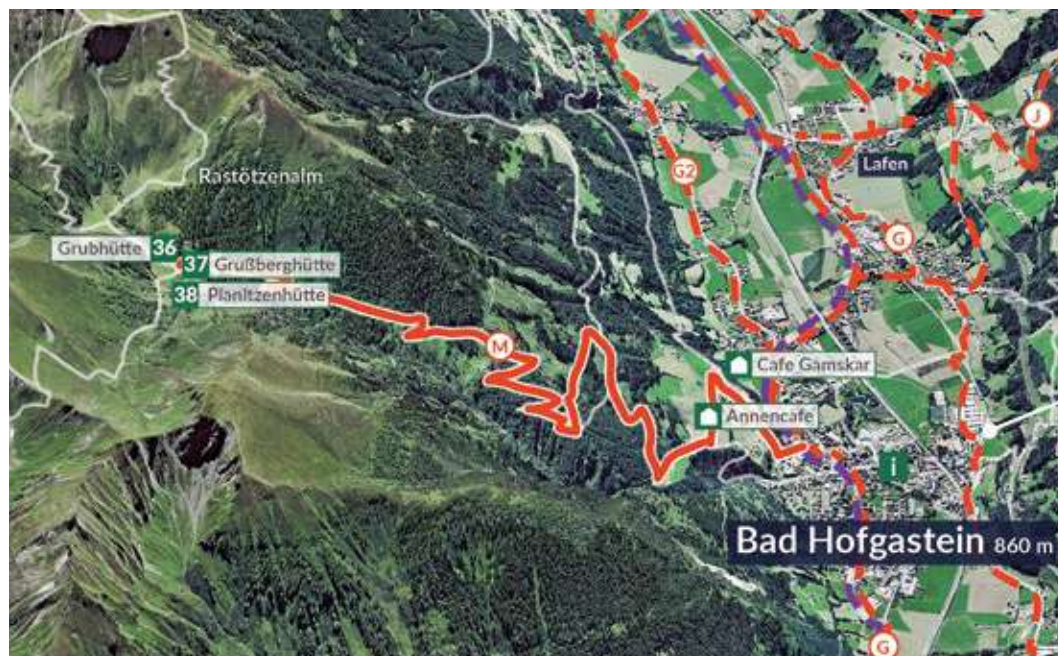 J
Lafen
G2
Rastötzenalm
G
Grubhütte 36
37 Grußberghütte
38 Planitzenhütte
M
Cafe Gamskar
Annencafe
i
Bad Hofgastein 860 m
G